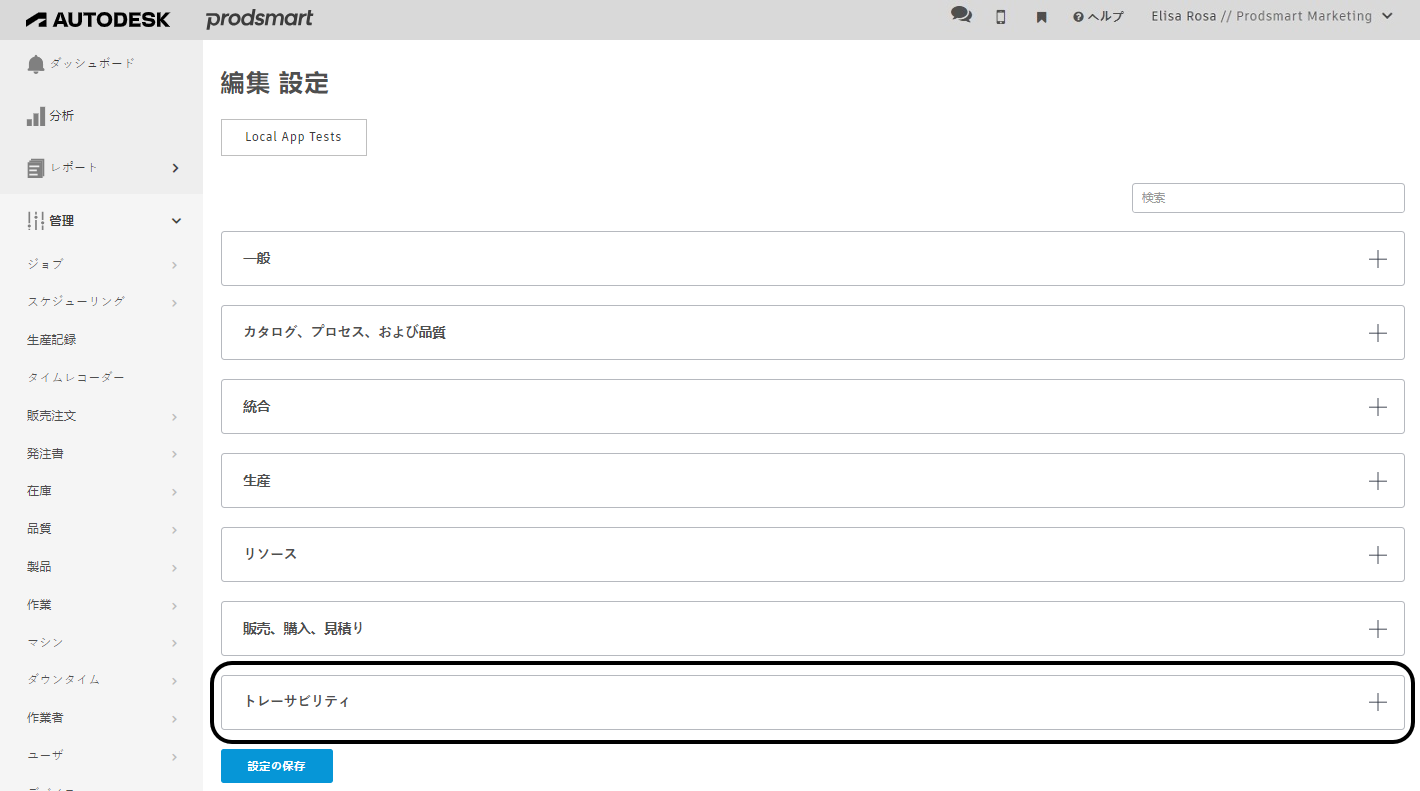 AUTODESK prodsmart ヘルプ Elisa Rosa // Prodsmart Marketing
ダッシュボード
分析
レポート
管理
ジョブ
スケジューリング
生産記録
タイムレコーダー
販売注文
発注書
在庫
品質
製品
作業
マシン
ダウンタイム
作業者
ユーザ
編集 設定
Local App Tests
検索
一般
カタログ、プロセス、および品質
統合
生産
リソース
販売、購入、見積り
トレーサビリティ
設定の保存